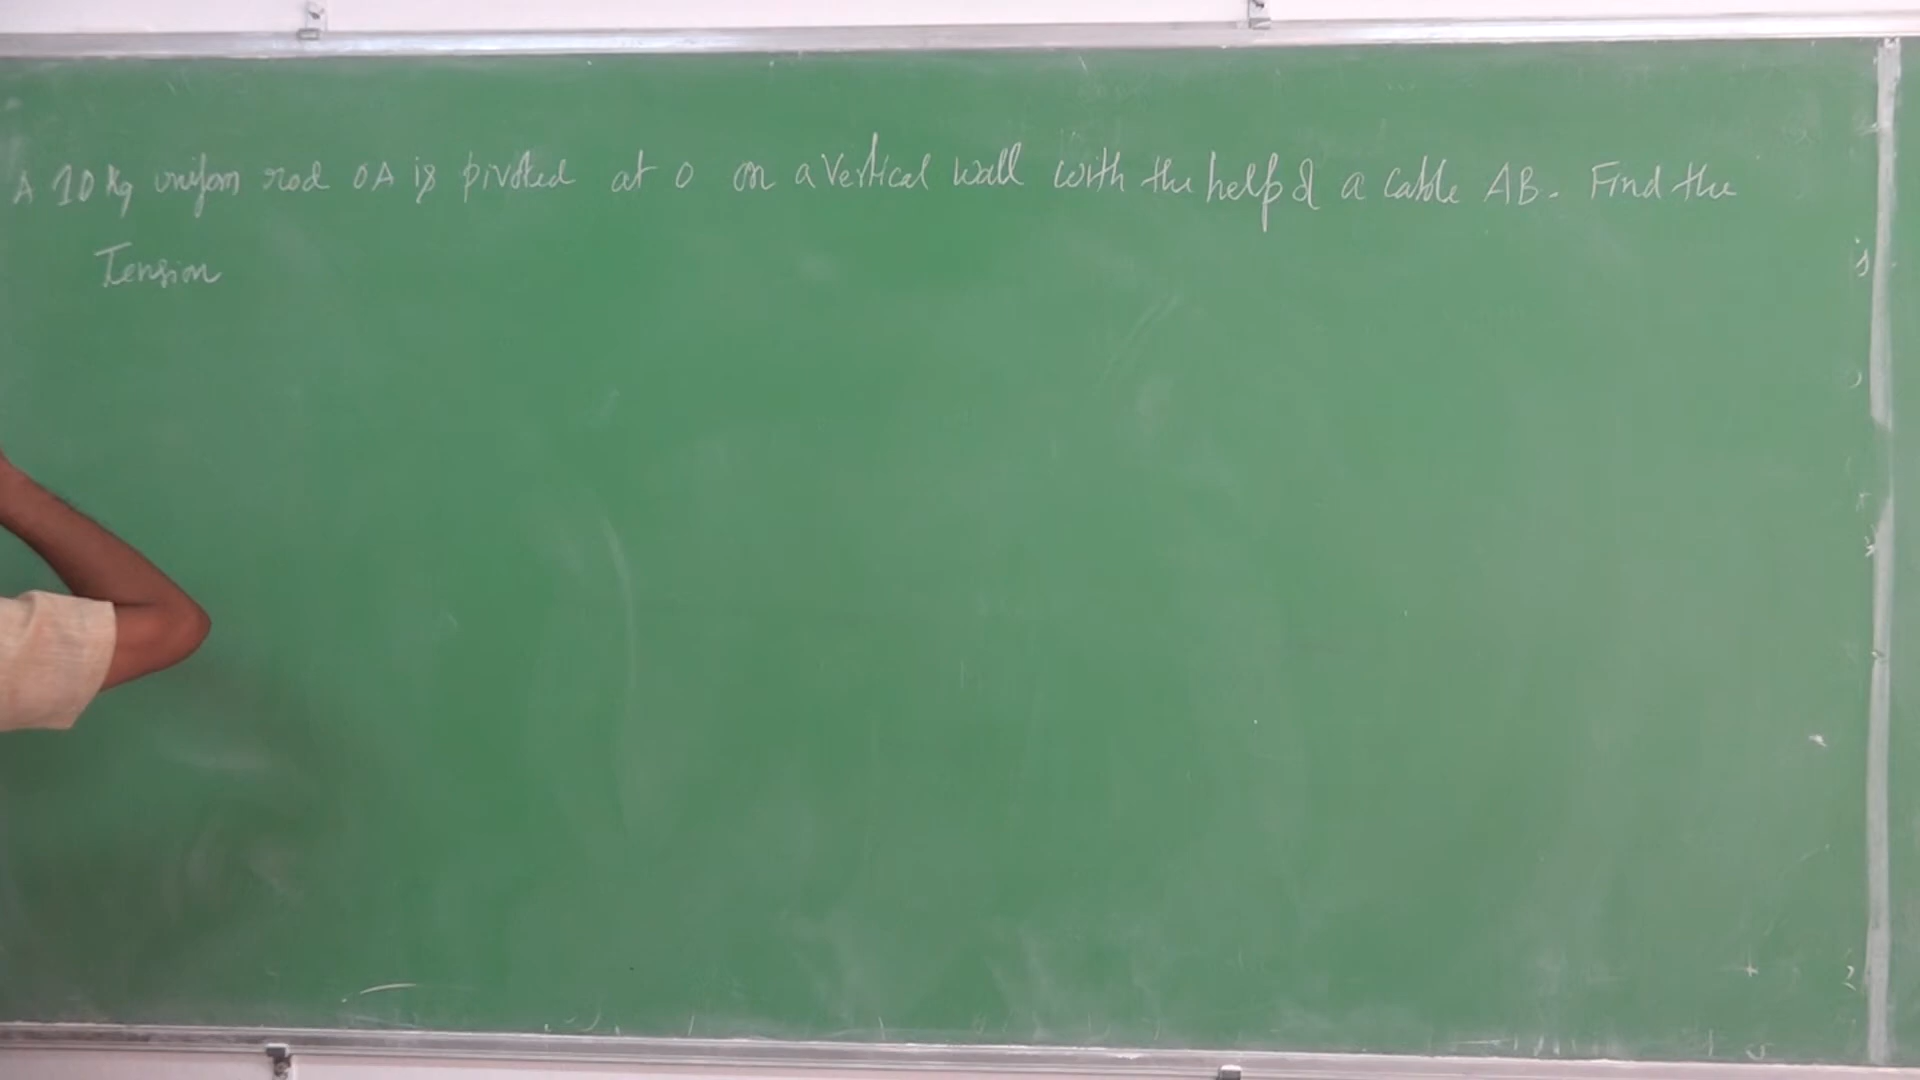 A 10 Kg uniform rod OA is pivoted at O on a vertical wall with the help of a cable AB. Find the
Tension